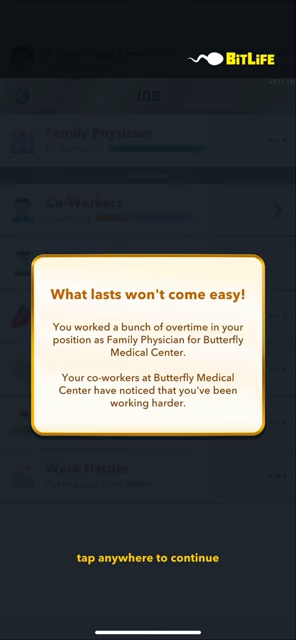 BITLIFE
JOB
Family Physician
Performance
Co-Workers
What lasts won't come easy!
You worked a bunch of overtime in your
position as Family Physician for Butterfly
Medical Center.
Your co-workers at Butterfly Medical
Center have noticed that you've been
working harder.
Work Harder
tap anywhere to continue